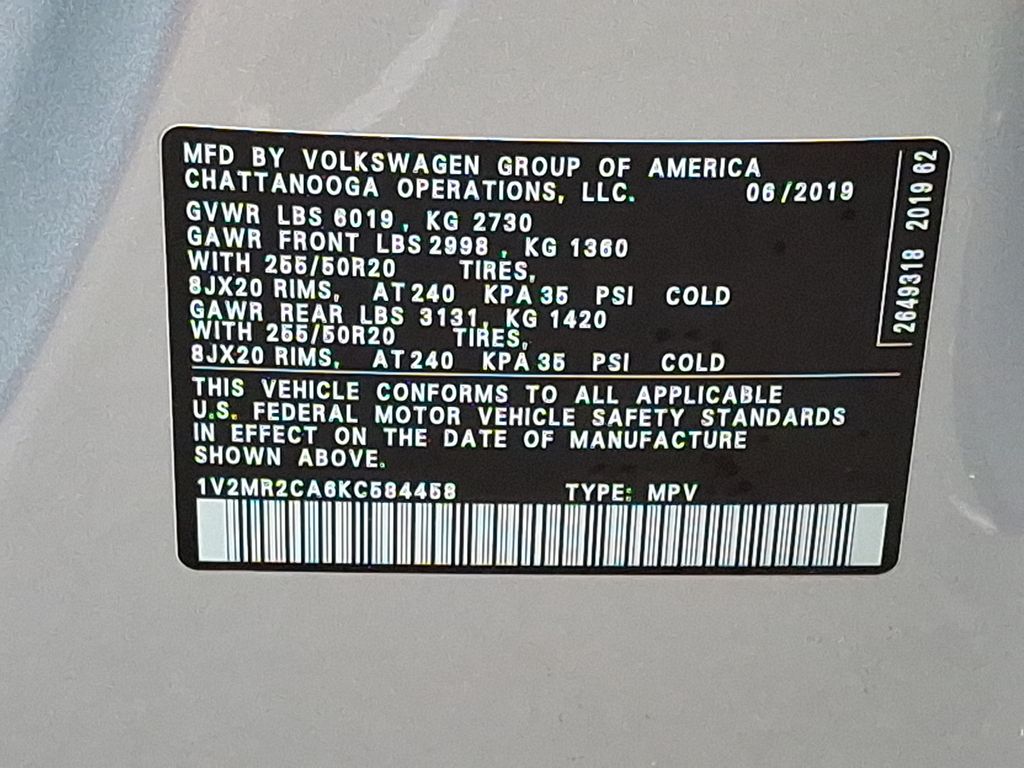 MFD BY VOLKSWAGEN GROUP OF AMERICA
CHATTANOOGA OPERATIONS, LLC. 06/2019
GVWR LBS 6019, KG 2730
GAWR FRONT LBS 2998, KG 1360
WITH 255/50R20 TIRES,
8JX20 RIMS, AT 240 KPA 35 PSI COLD
GAWR REAR LBS 3131, KG 1420
WITH 255/50R20 TIRES,
8JX20 RIMS, AT 240 KPA 35 PSI COLD
THIS VEHICLE CONFORMS TO ALL APPLICABLE
U.S. FEDERAL MOTOR VEHICLE SAFETY STANDARDS
IN EFFECT ON THE DATE OF MANUFACTURE
SHOWN ABOVE.
1V2MR2CA6KC584458 TYPE: MPV
2649318 2019 62